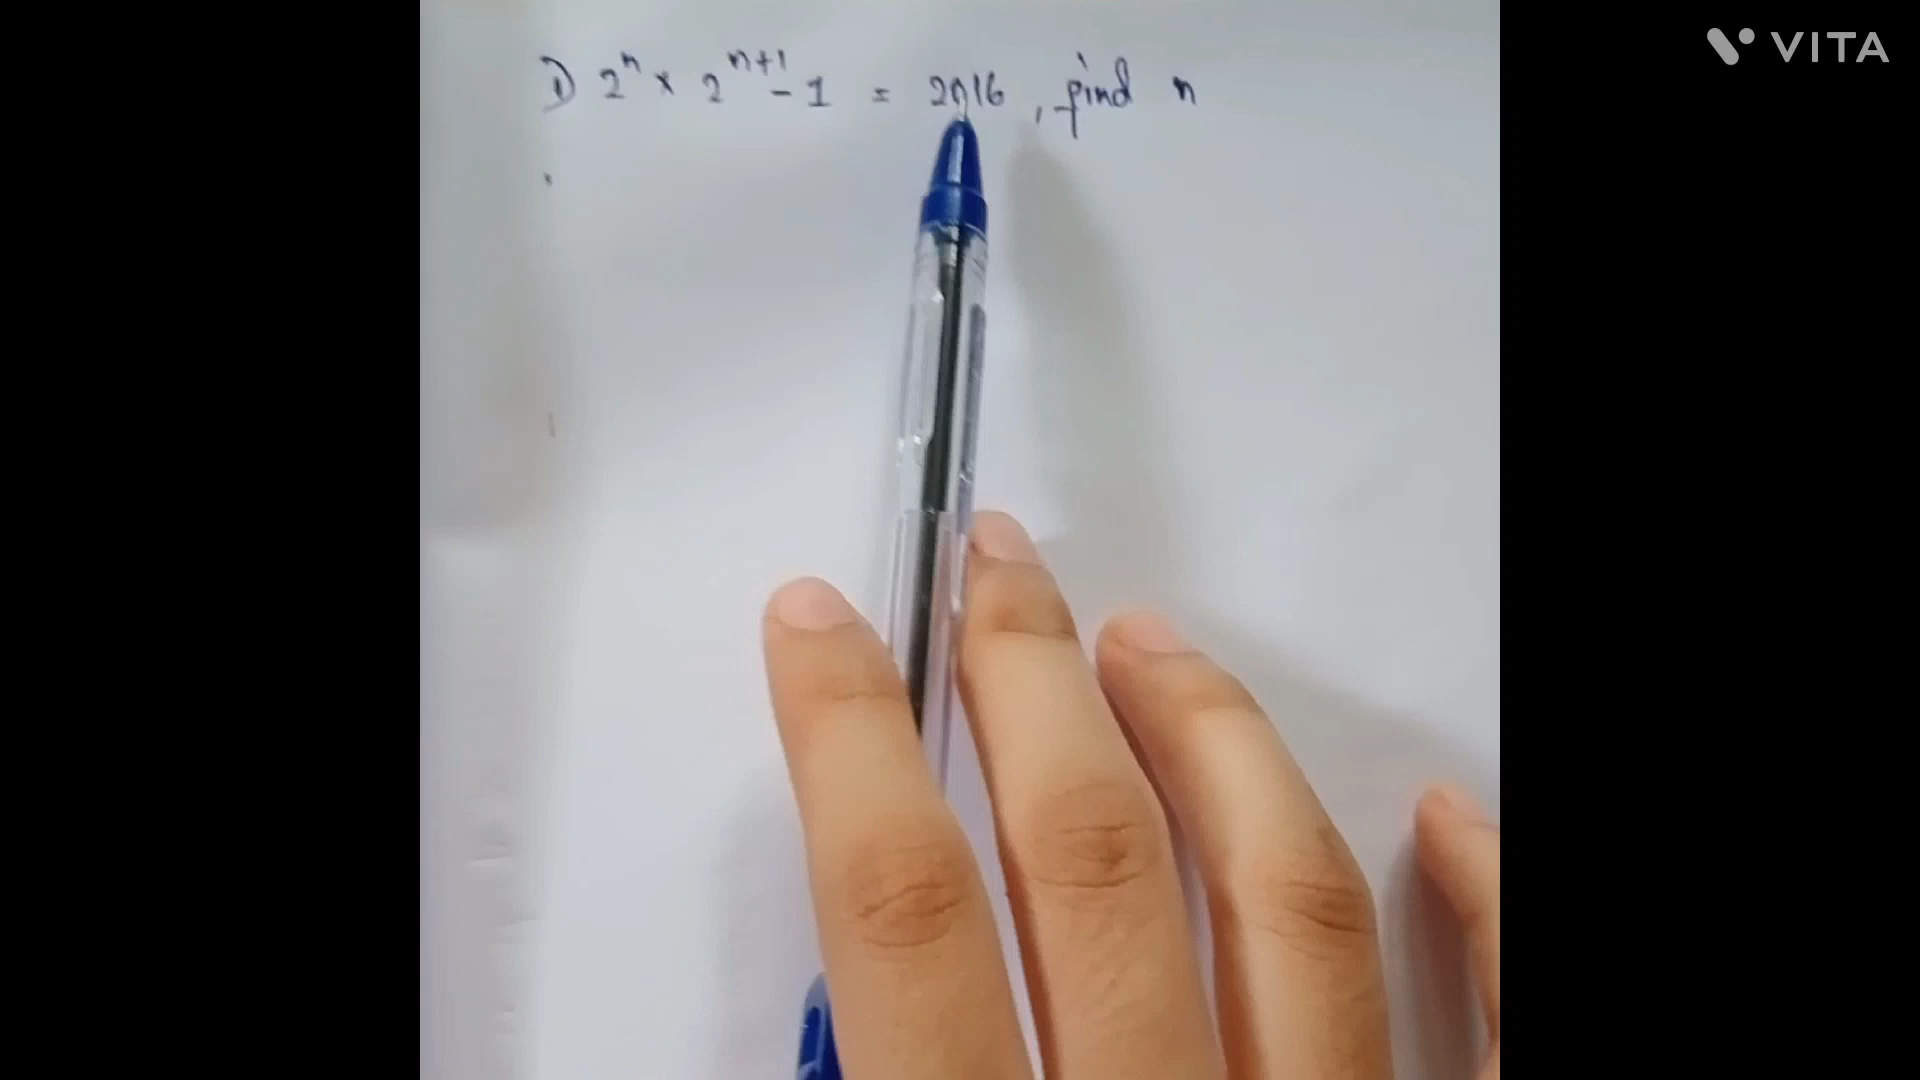 1) 2ⁿ x 2ⁿ⁺¹ - 1 = 2016, find n
VITA